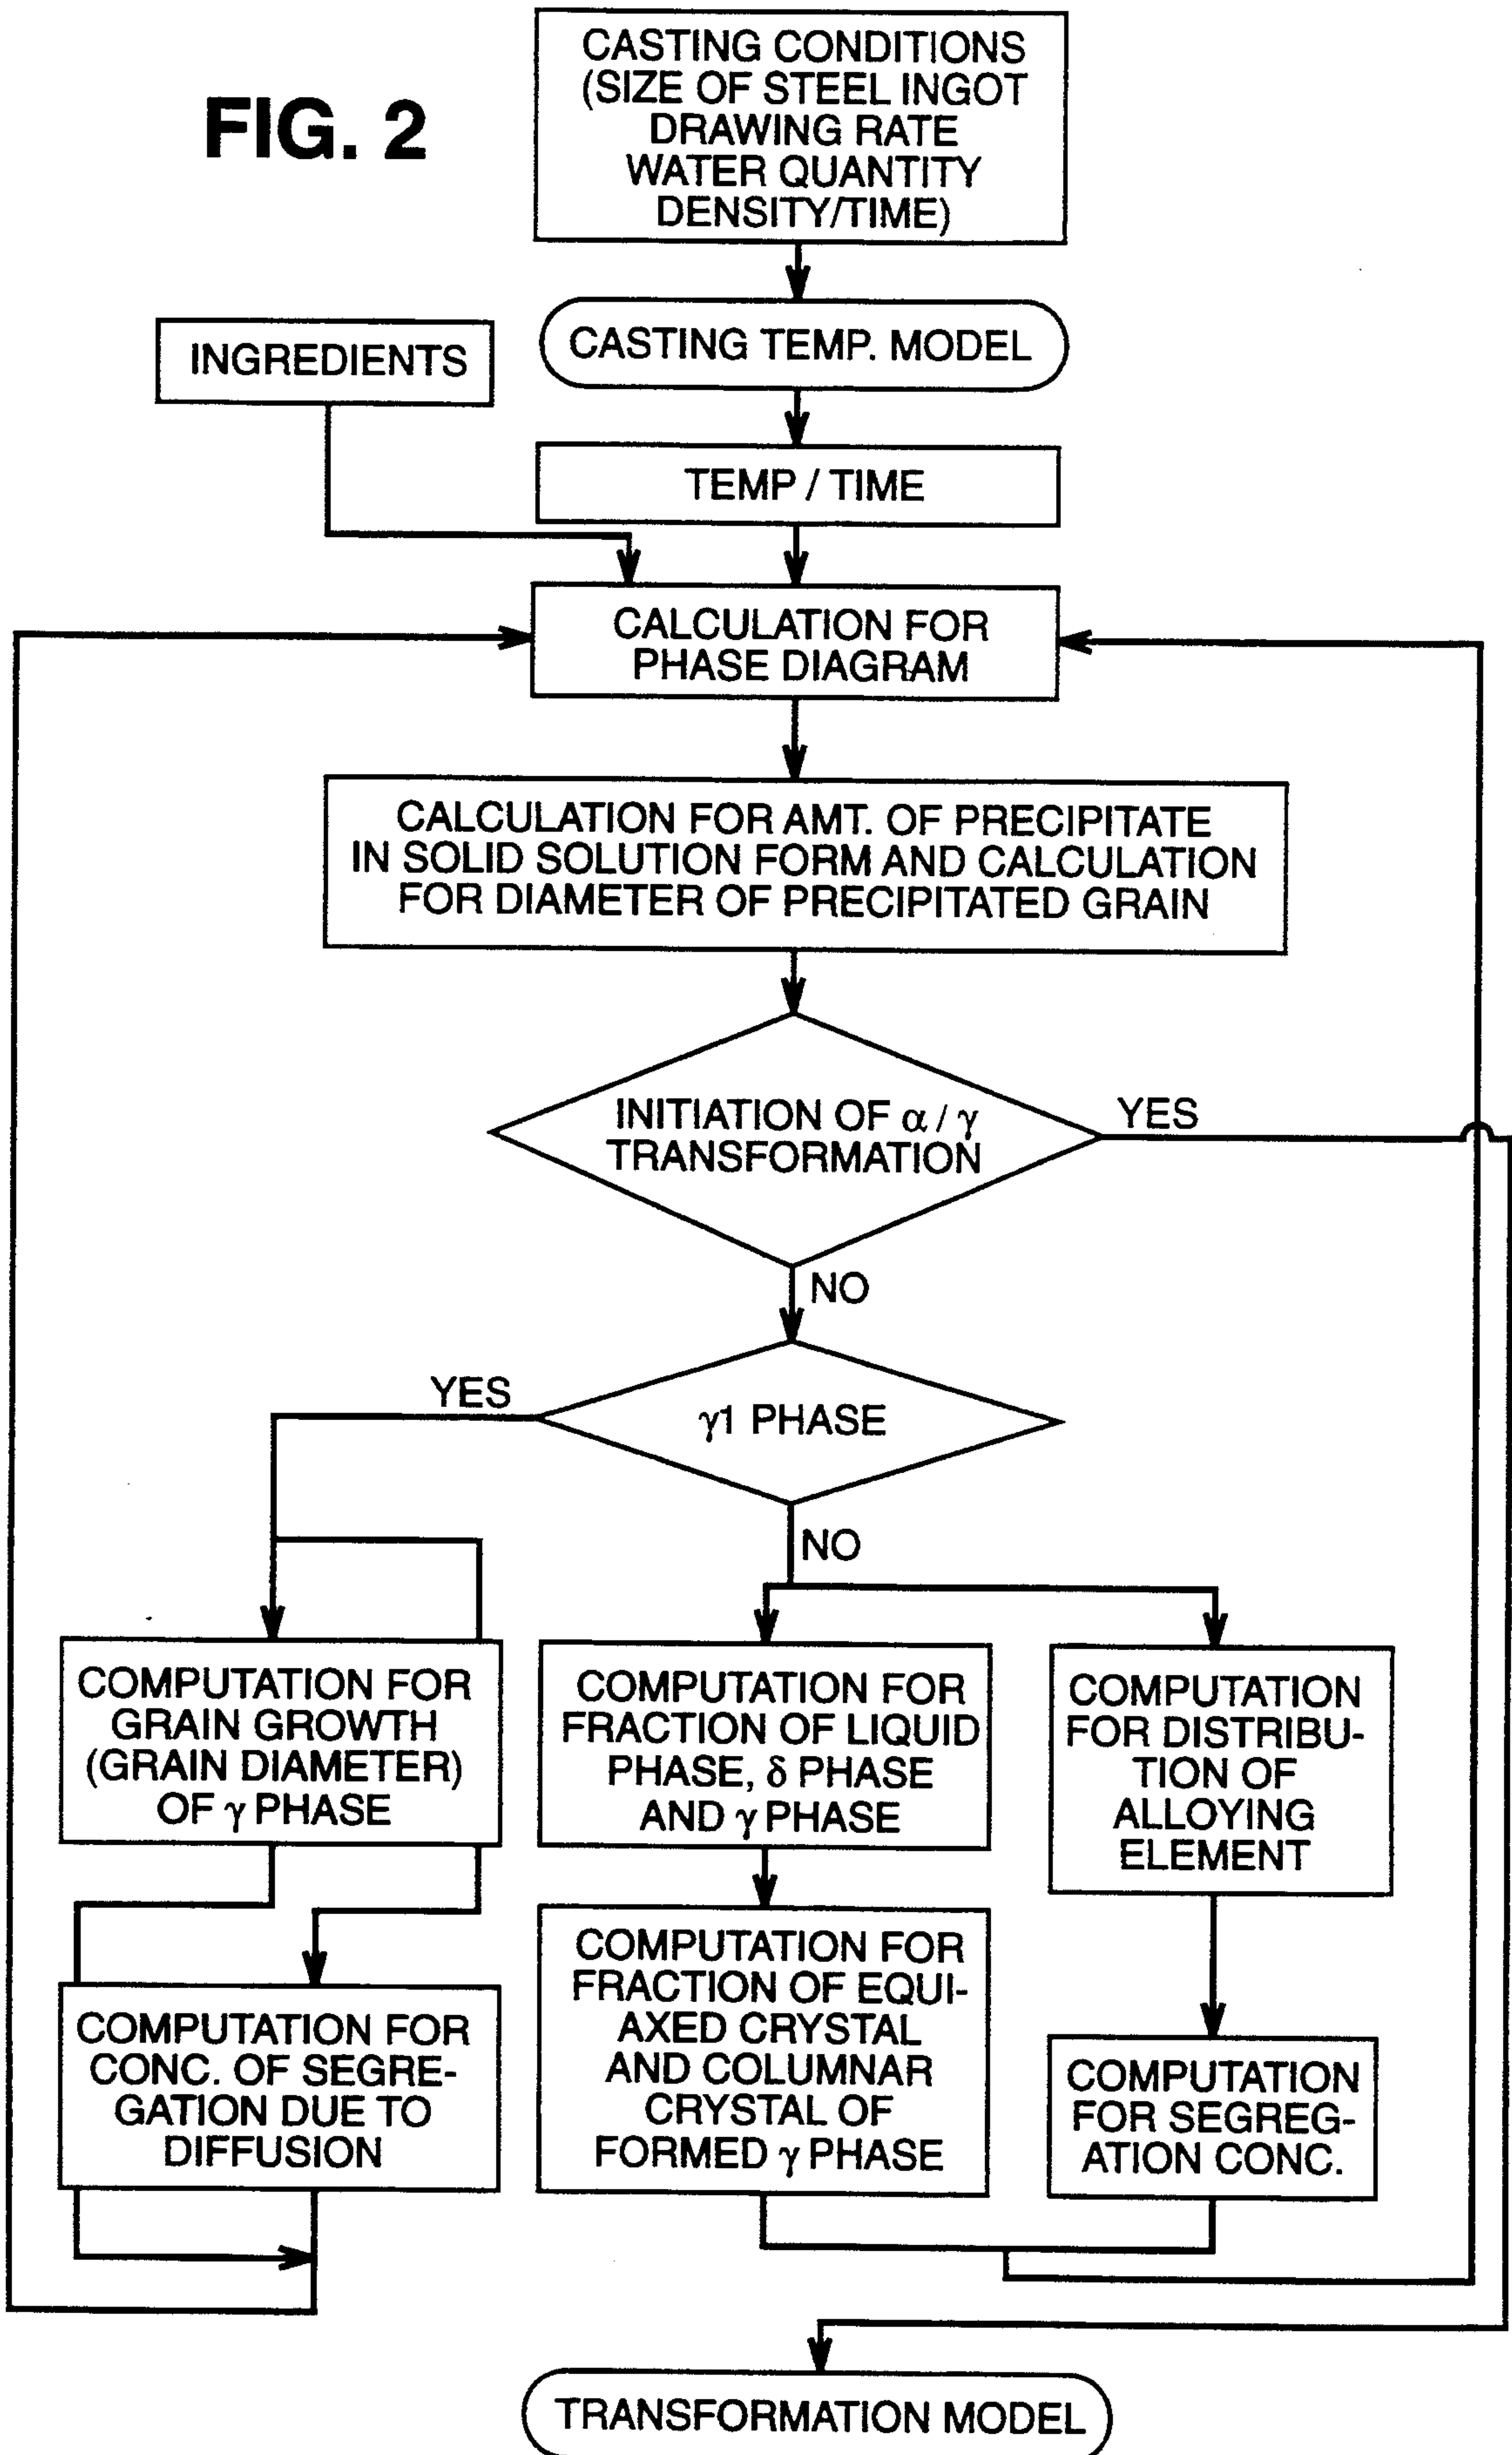 FIG. 2
CASTING CONDITIONS
(SIZE OF STEEL INGOT
DRAWING RATE
WATER QUANTITY
DENSITY/TIME)
CASTING TEMP. MODEL
INGREDIENTS
TEMP / TIME
CALCULATION FOR
PHASE DIAGRAM
CALCULATION FOR AMT. OF PRECIPITATE
IN SOLID SOLUTION FORM AND CALCULATION
FOR DIAMETER OF PRECIPITATED GRAIN
INITIATION OF α / γ
TRANSFORMATION
YES
NO
γ1 PHASE
YES
NO
COMPUTATION FOR
GRAIN GROWTH
(GRAIN DIAMETER)
OF γ PHASE
COMPUTATION FOR
FRACTION OF LIQUID
PHASE, δ PHASE
AND γ PHASE
COMPUTATION
FOR DISTRIBU-
TION OF
ALLOYING
ELEMENT
COMPUTATION FOR
CONC. OF SEGRE-
GATION DUE TO
DIFFUSION
COMPUTATION FOR
FRACTION OF EQUI-
AXED CRYSTAL
AND COLUMNAR
CRYSTAL OF
FORMED γ PHASE
COMPUTATION
FOR SEGREG-
ATION CONC.
TRANSFORMATION MODEL